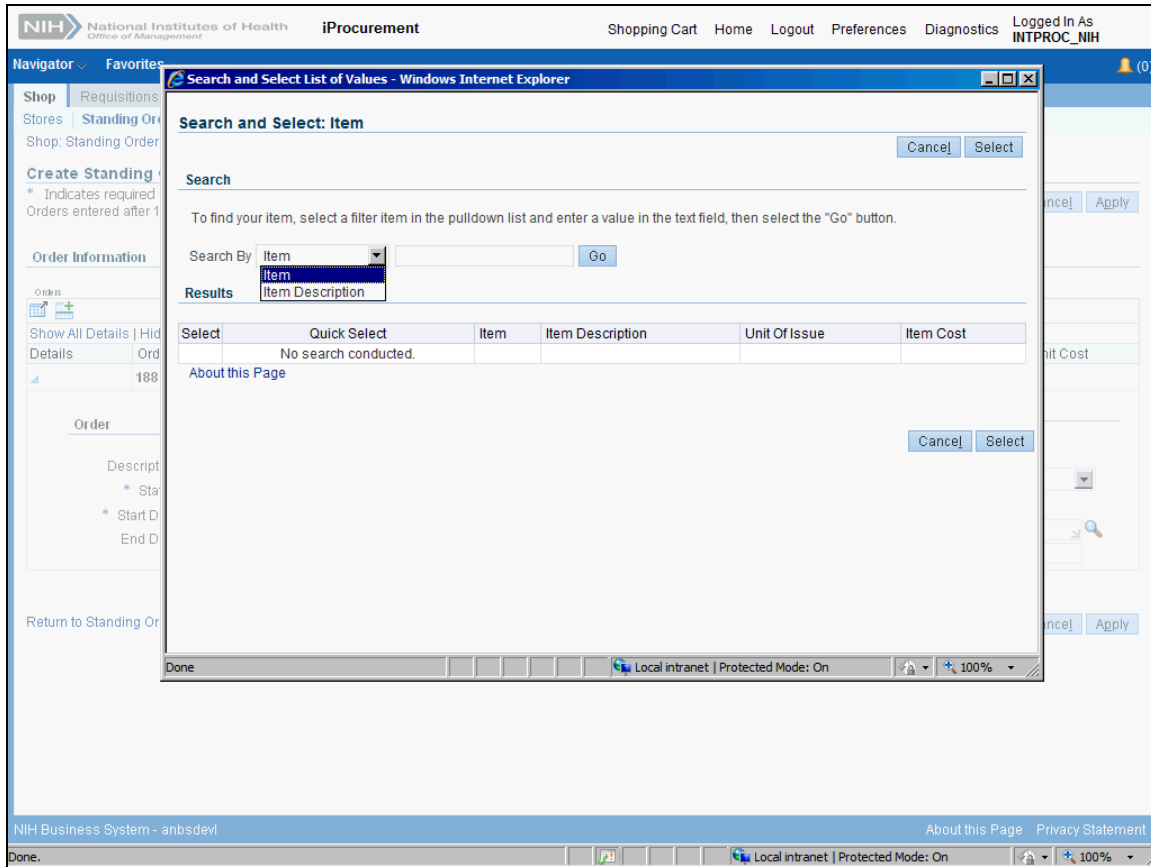 NIH National Institutes of Health iProcurement Shopping Cart Home Logout Preferences Diagnostics Logged In As
Office of Management INTPROC_NIH
Navigator Favorites (0)
Search and Select List of Values - Windows Internet Explorer
Shop Requisitions
Stores Standing Ord
Search and Select: Item
Shop: Standing Order
Cancel Select
Create Standing
Search
* Indicates required
Cancel Apply
Orders entered after 1
To find your item, select a filter item in the pulldown list and enter a value in the text field, then select the "Go" button.
Order Information
Search By Item Go
Item
Item Description
Orders
Results
Show All Details | Hid
Select Quick Select Item Item Description Unit Of Issue Item Cost
Details Ord
nit Cost
No search conducted.
188
About this Page
Order
Cancel Select
Descript
* Sta
* Start D
End D
Return to Standing Or
ncel Apply
Done Local intranet | Protected Mode: On 100%
NIH Business System - anbsdevl About this Page Privacy Statement
Done. Local intranet | Protected Mode: On 100%